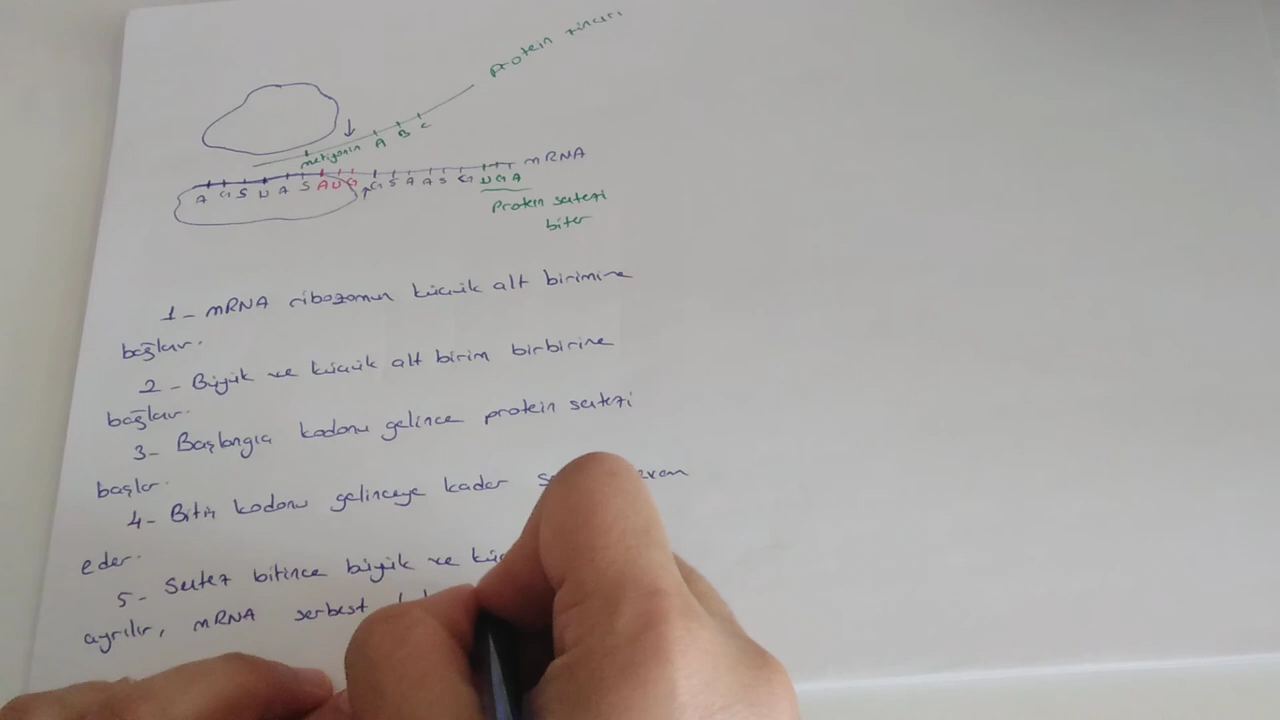 protein zinciri
metiyonin A B C
mRNA
A G S U A S A U G G S A A S G U G A
Protein sentezi
biter
1- mRNA ribozomun küçük alt birimine
bağlanır.
2- Büyük ve küçük alt birim birbirine
bağlanır.
3- Başlangıç kodonu gelince protein sentezi
başlar.
4- Bitiş kodonu gelinceye kadar
eder.
5- Sentez bitince büyük ve
ayrılır, mRNA serbest